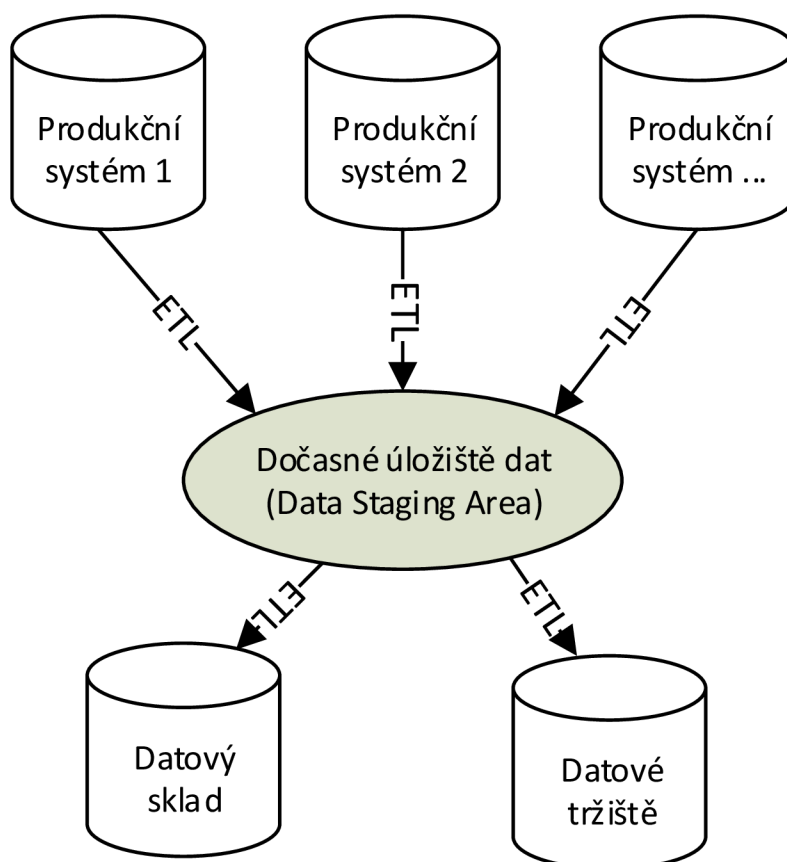 Produkční
systém 1
Produkční
systém 2
Produkční
systém ...
ETL
ETL
ETL
Dočasné úložiště dat
(Data Staging Area)
ETL
ETL
Datový
sklad
Datové
tržiště